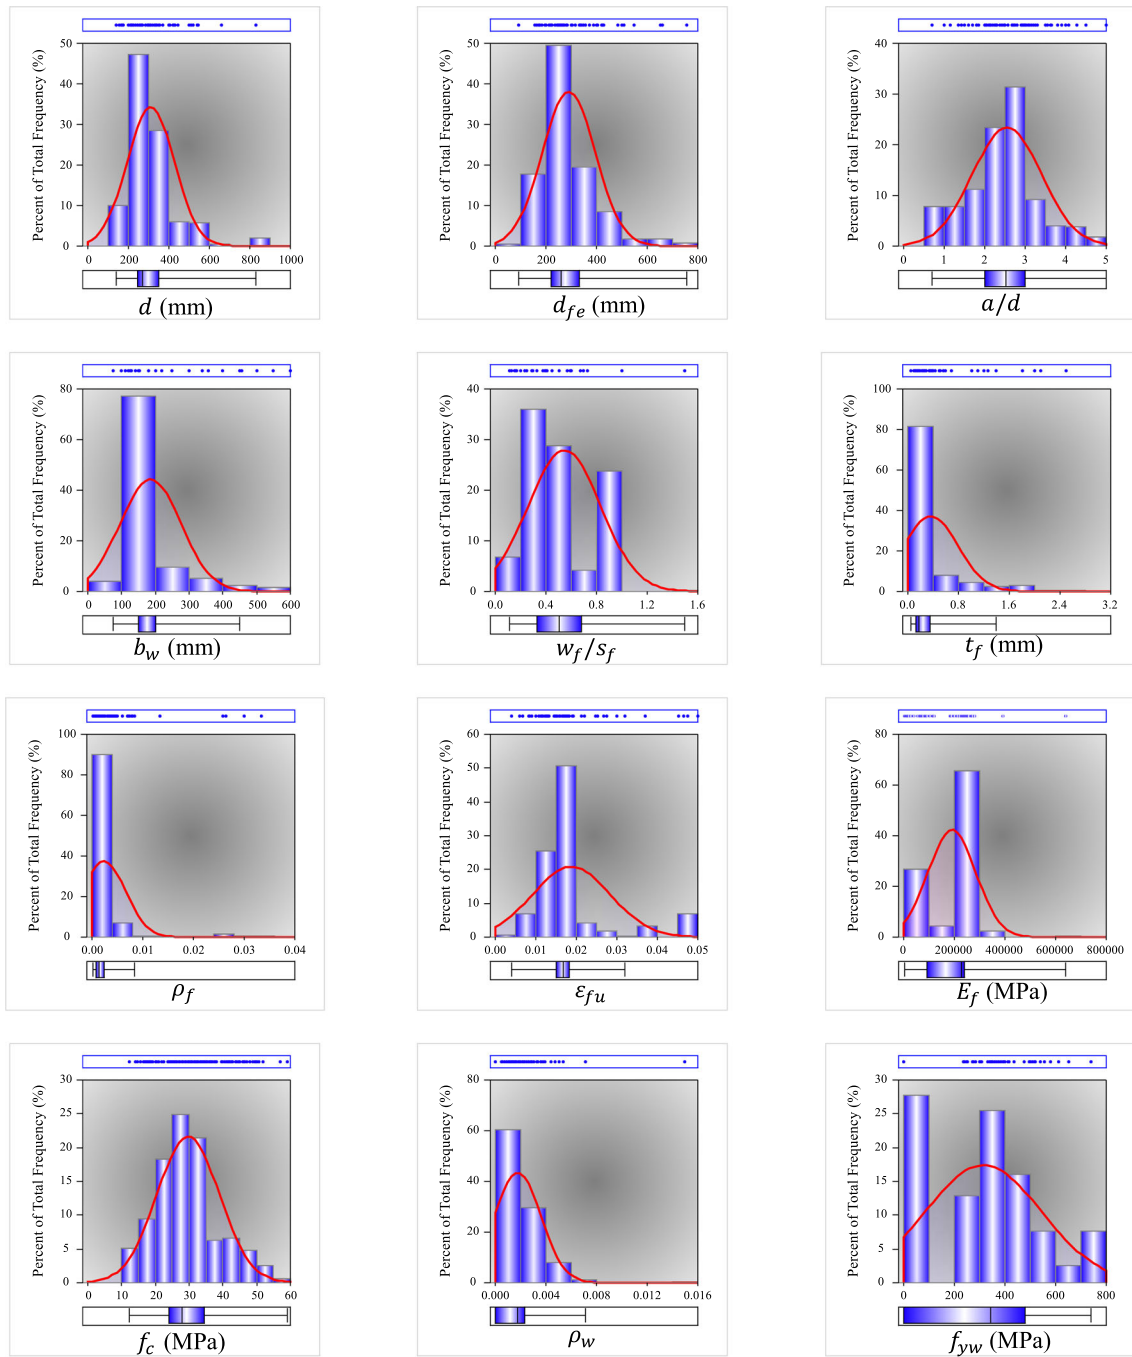 Percent of Total Frequency (%)
50
40
30
20
10
0
0 200 400 600 800 1000
d (mm)
Percent of Total Frequency (%)
50
40
30
20
10
0
0 200 400 600 800
d_fe (mm)
Percent of Total Frequency (%)
40
30
20
10
0
0 1 2 3 4 5
a/d
Percent of Total Frequency (%)
80
60
40
20
0
0 100 200 300 400 500 600
b_w (mm)
Percent of Total Frequency (%)
40
30
20
10
0
0.0 0.4 0.8 1.2 1.6
w_f/s_f
Percent of Total Frequency (%)
100
80
60
40
20
0
0.0 0.8 1.6 2.4 3.2
t_f (mm)
Percent of Total Frequency (%)
100
80
60
40
20
0
0.00 0.01 0.02 0.03 0.04
ρ_f
Percent of Total Frequency (%)
60
50
40
30
20
10
0
0.00 0.01 0.02 0.03 0.04 0.05
ε_fu
Percent of Total Frequency (%)
80
60
40
20
0
0 200000 400000 600000 800000
E_f (MPa)
Percent of Total Frequency (%)
30
25
20
15
10
5
0
0 10 20 30 40 50 60
f_c (MPa)
Percent of Total Frequency (%)
80
60
40
20
0
0.000 0.004 0.008 0.012 0.016
ρ_w
Percent of Total Frequency (%)
30
25
20
15
10
5
0
0 200 400 600 800
f_yw (MPa)